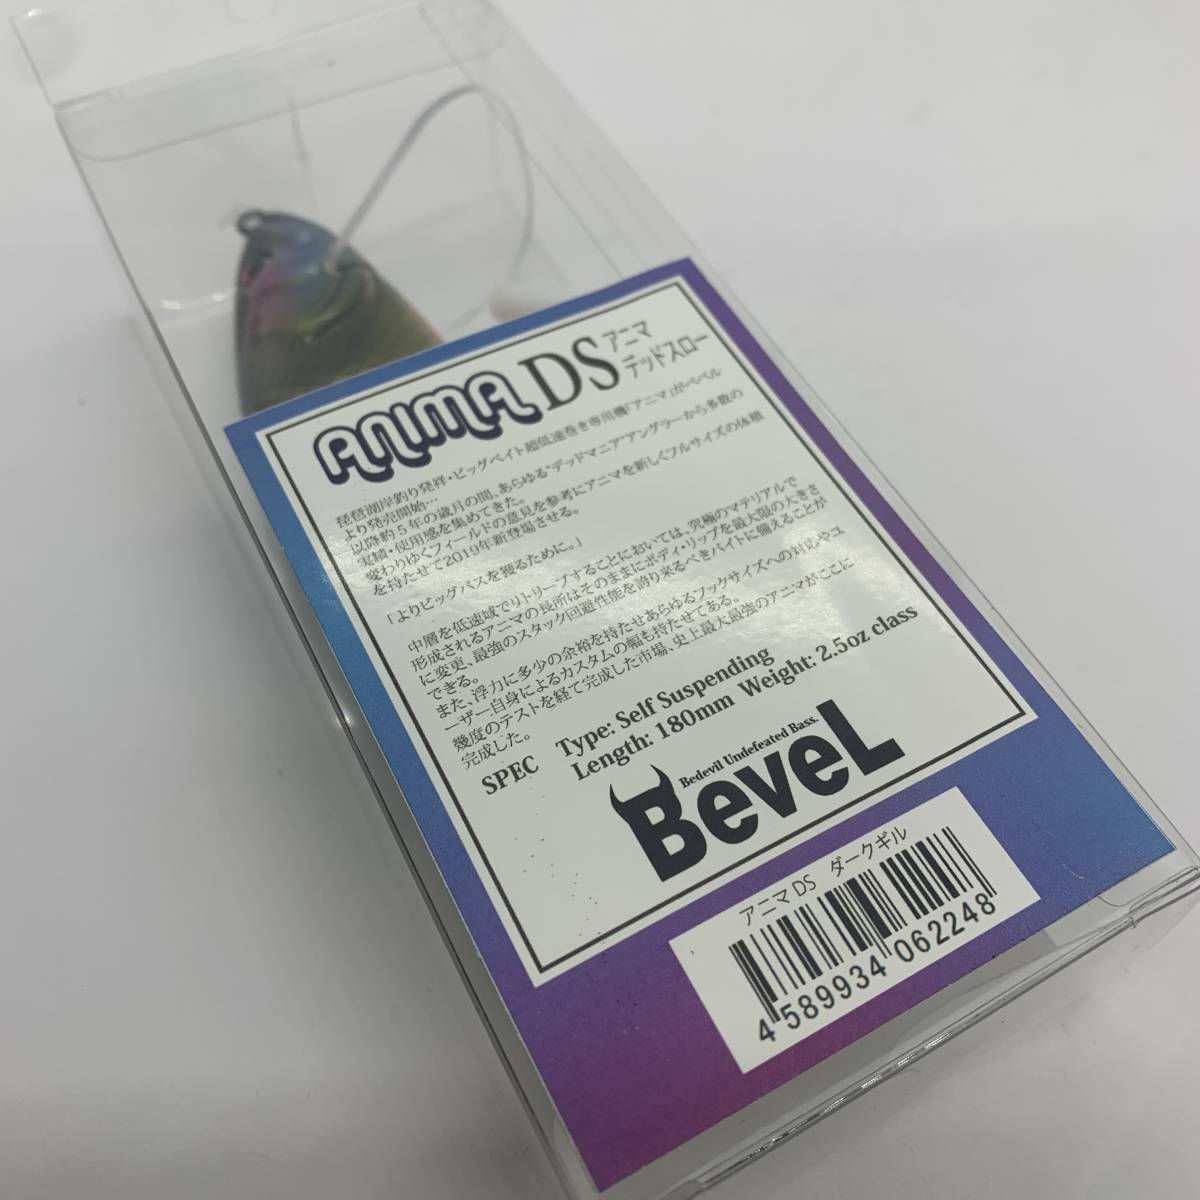 ANIMA DS アニマ
デッドスロー
琵琶湖岸釣り発祥・ビッグベイト超低速巻き専用機「アニマ」がベベル
より発売開始…
以降約５年の歳月の間、あらゆる"デッドマニア"アングラーから多数の
実績・使用感を集めてきた。
変わりゆくフィールドの意見を参考にアニマを新しくフルサイズの体積
を持たせて2019年新登場させる。
「よりビッグバスを獲るために。」
中層を低速域でリトリーブすることにおいては、究極のマテリアルで
形成されるアニマの長所はそのままにボディ・リップを最大限の大きさ
に変更、最強のスタック回避性能を誇り来るべきバイトに備えることが
できる。
また、浮力に多少の余裕を持たせあらゆるフックサイズへの対応やユ
ーザー自身によるカスタムの幅も持たせてある。
幾度のテストを経て完成した市場、史上最大最強のアニマがここに
完成した。
SPEC Type: Self Suspending
Length: 180mm Weight: 2.5oz class
Bedevil Undefeated Bass.
BeveL
アニマ DS ダークギル
4 589934 062248